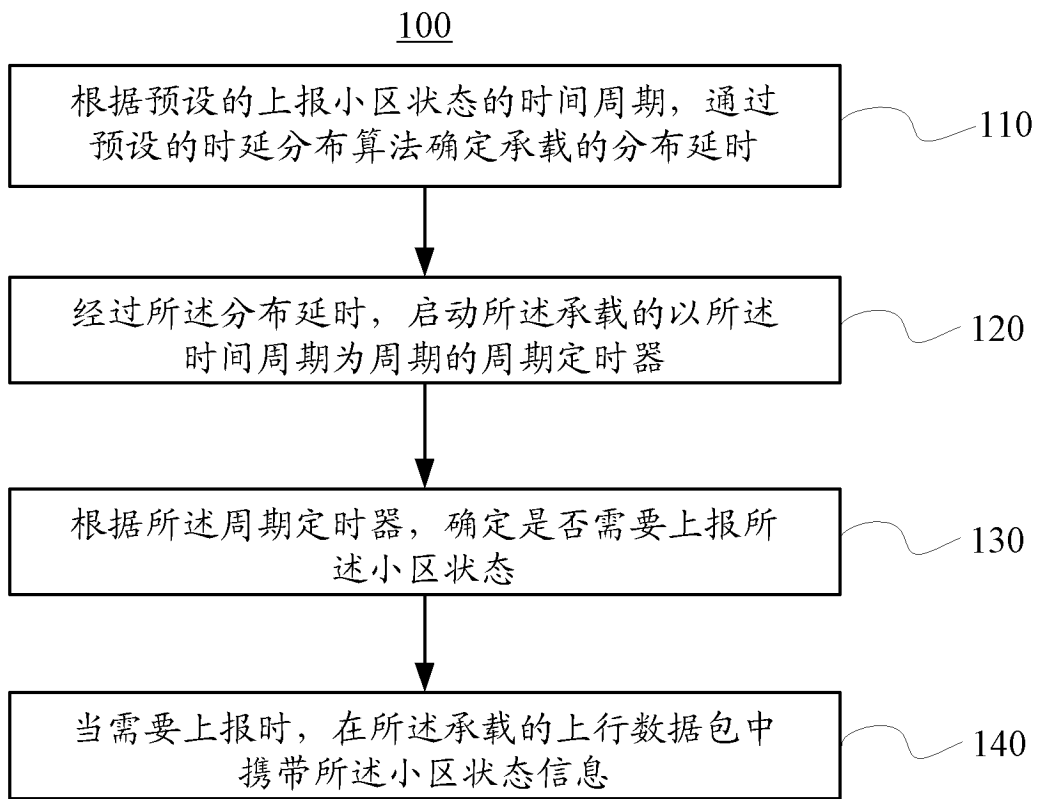 100
根据预设的上报小区状态的时间周期，通过
预设的时延分布算法确定承载的分布延时
110
经过所述分布延时，启动所述承载的以所述
时间周期为周期的周期定时器
120
根据所述周期定时器，确定是否需要上报所
述小区状态
130
当需要上报时，在所述承载的上行数据包中
携带所述小区状态信息
140